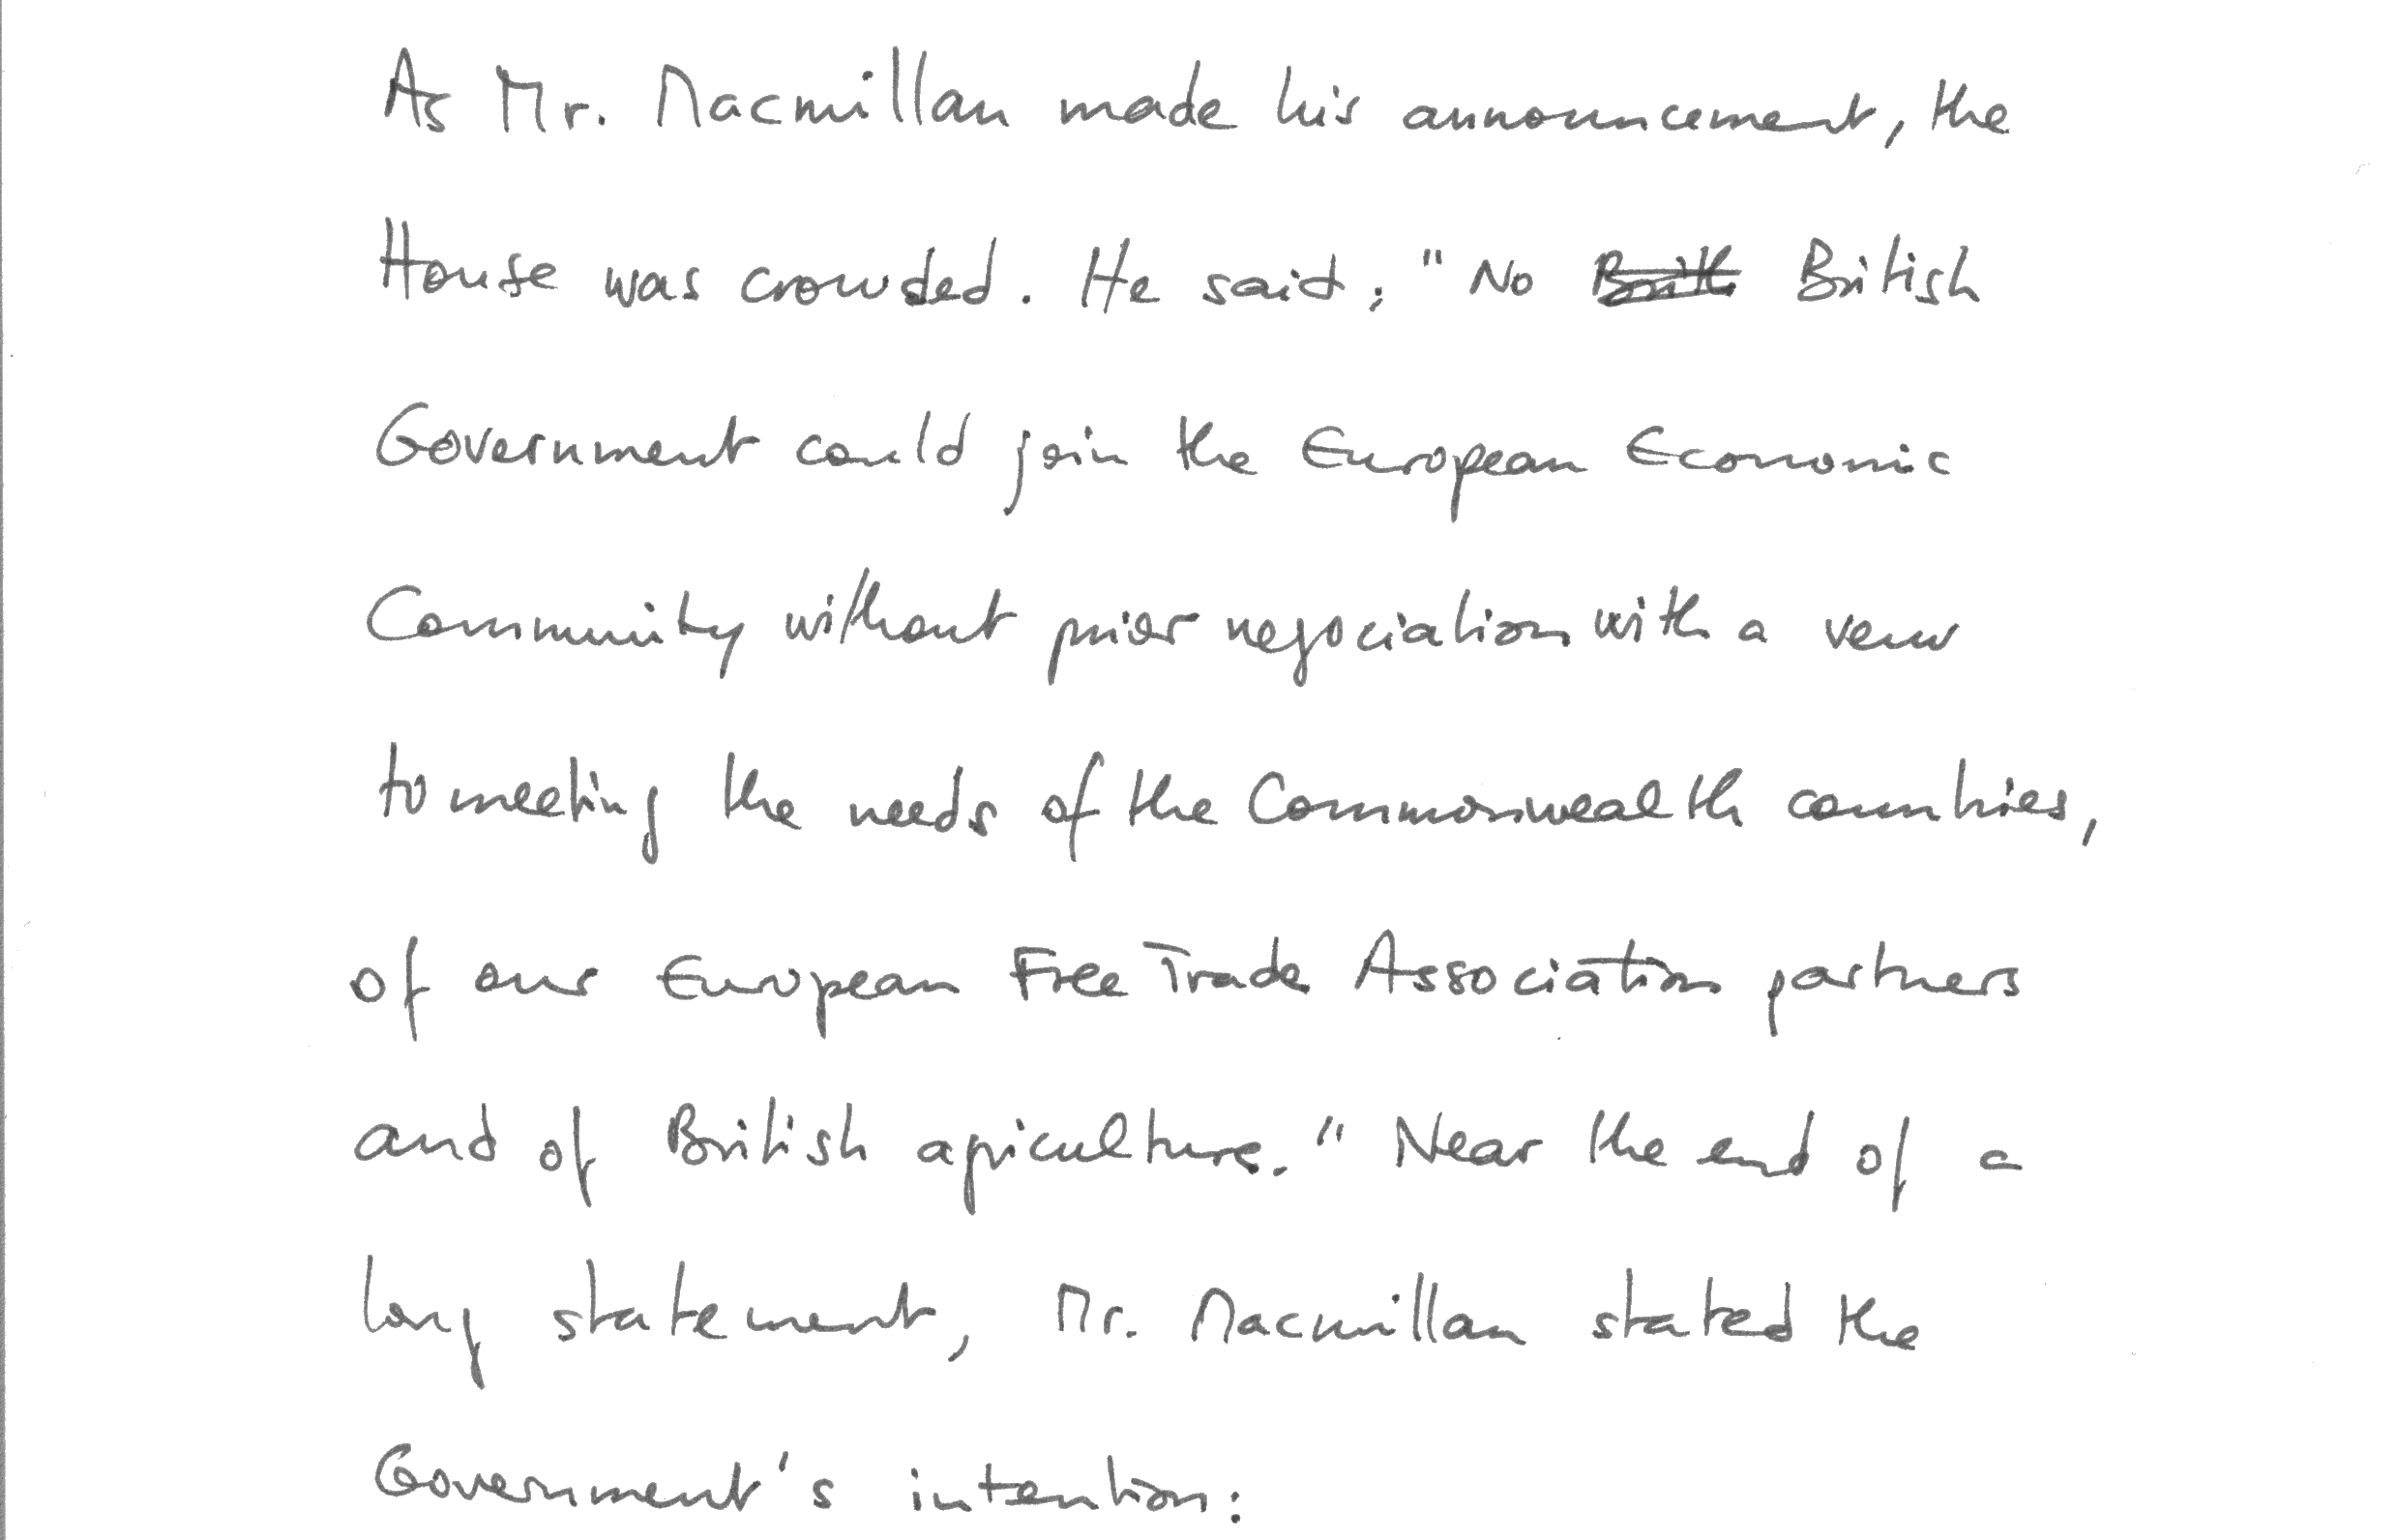 As Mr. Macmillan made his announcement, the
House was crowded. He said: "No British
Government could join the European Economic
Community without prior negociation with a veuw
to meeting the needs of the Commonwealth countries,
of our European Free Trade Association partners
and of British agriculture." Near the end of a
long statement, Mr. Macmillan stated the
Government's intention: